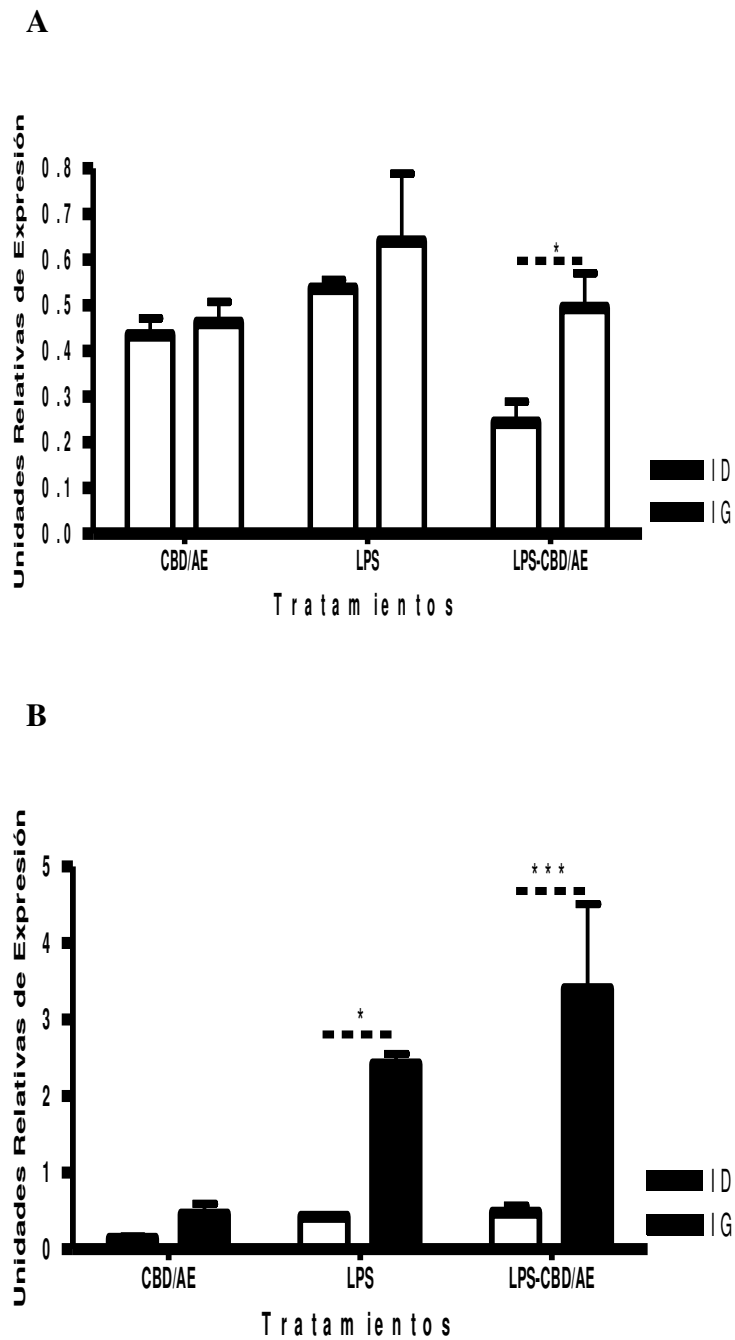 A
Unidades Relativas de Expresión
0.8
0.7
0.6
0.5
0.4
0.3
0.2
0.1
0.0
*
CBD/AE LPS LPS-CBD/AE
Tratamientos
ID
IG
B
Unidades Relativas de Expresión
5
4
3
2
1
0
*
***
CBD/AE LPS LPS-CBD/AE
Tratamientos
ID
IG